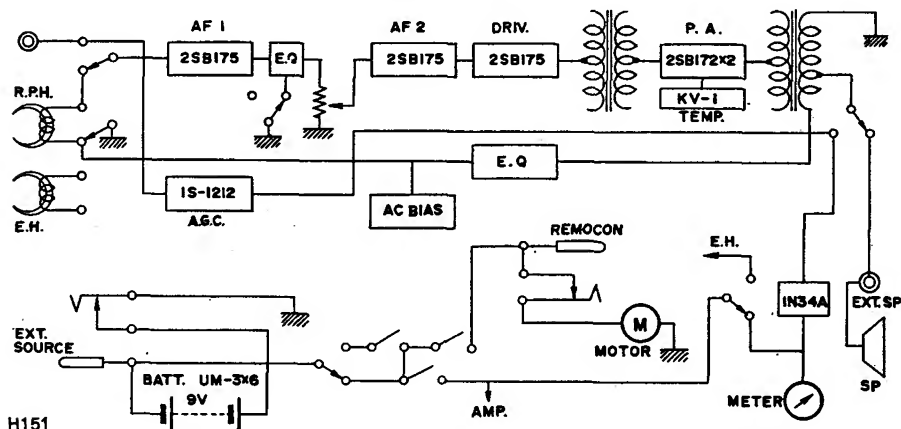 AF 1
AF 2
DRIV.
P. A.
2SB175
E.Q
2SB175
2SB175
2SB172×2
KV-1
TEMP.
R.P.H.
E.H.
1S-1212
A.G.C.
AC BIAS
E.Q
REMOCON
E.H.
1N34A
EXT. SP
SP
M
MOTOR
METER
AMP.
EXT.
SOURCE
BATT. UM-3×6
9V
H151